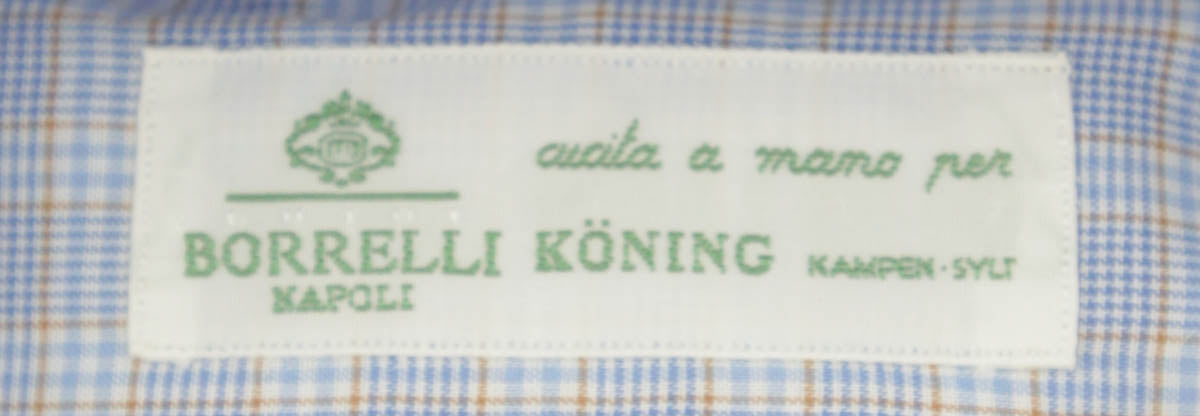 cucita a mano per
BORRELLI KÖNING KAMPEN·SYLT
NAPOLI